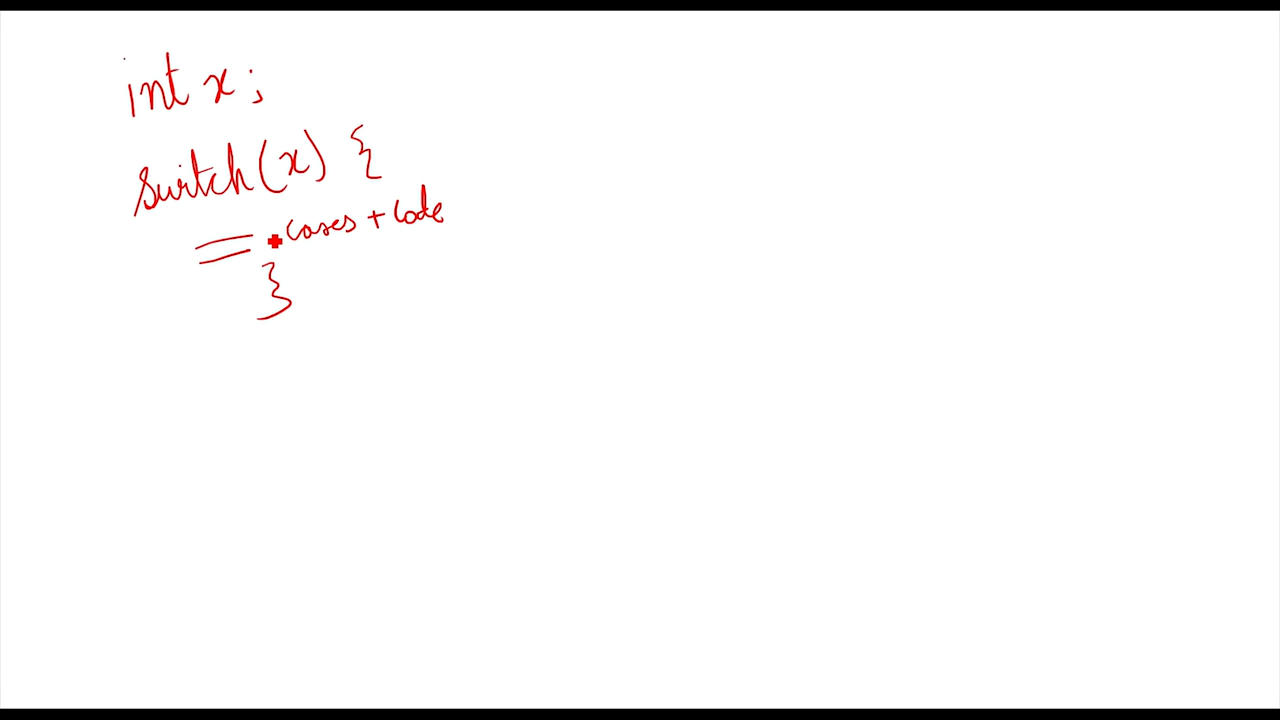 int x;
switch(x) {
= cases + code
}